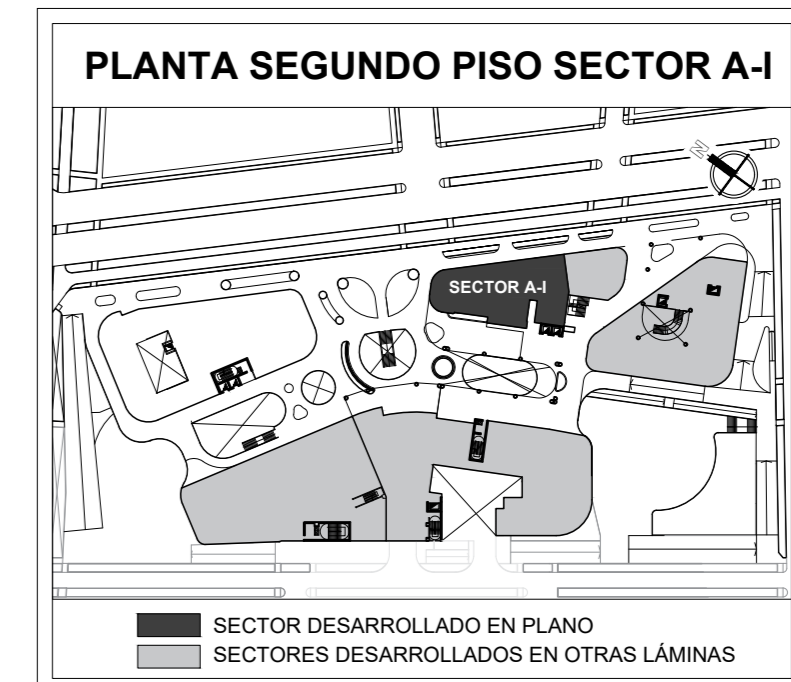 PLANTA SEGUNDO PISO SECTOR A-I
N
SECTOR A-I
SECTOR DESARROLLADO EN PLANO
SECTORES DESARROLLADOS EN OTRAS LÁMINAS